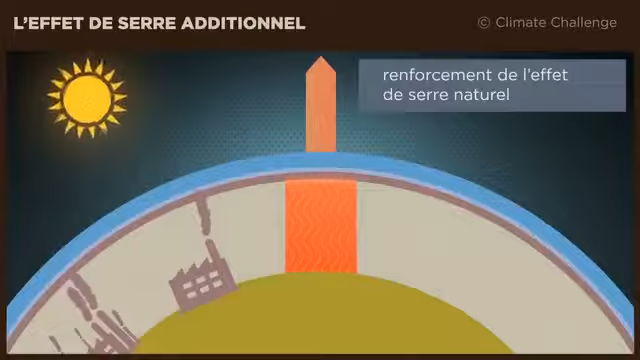 L'EFFET DE SERRE ADDITIONNEL
© Climate Challenge
renforcement de l'effet
de serre naturel